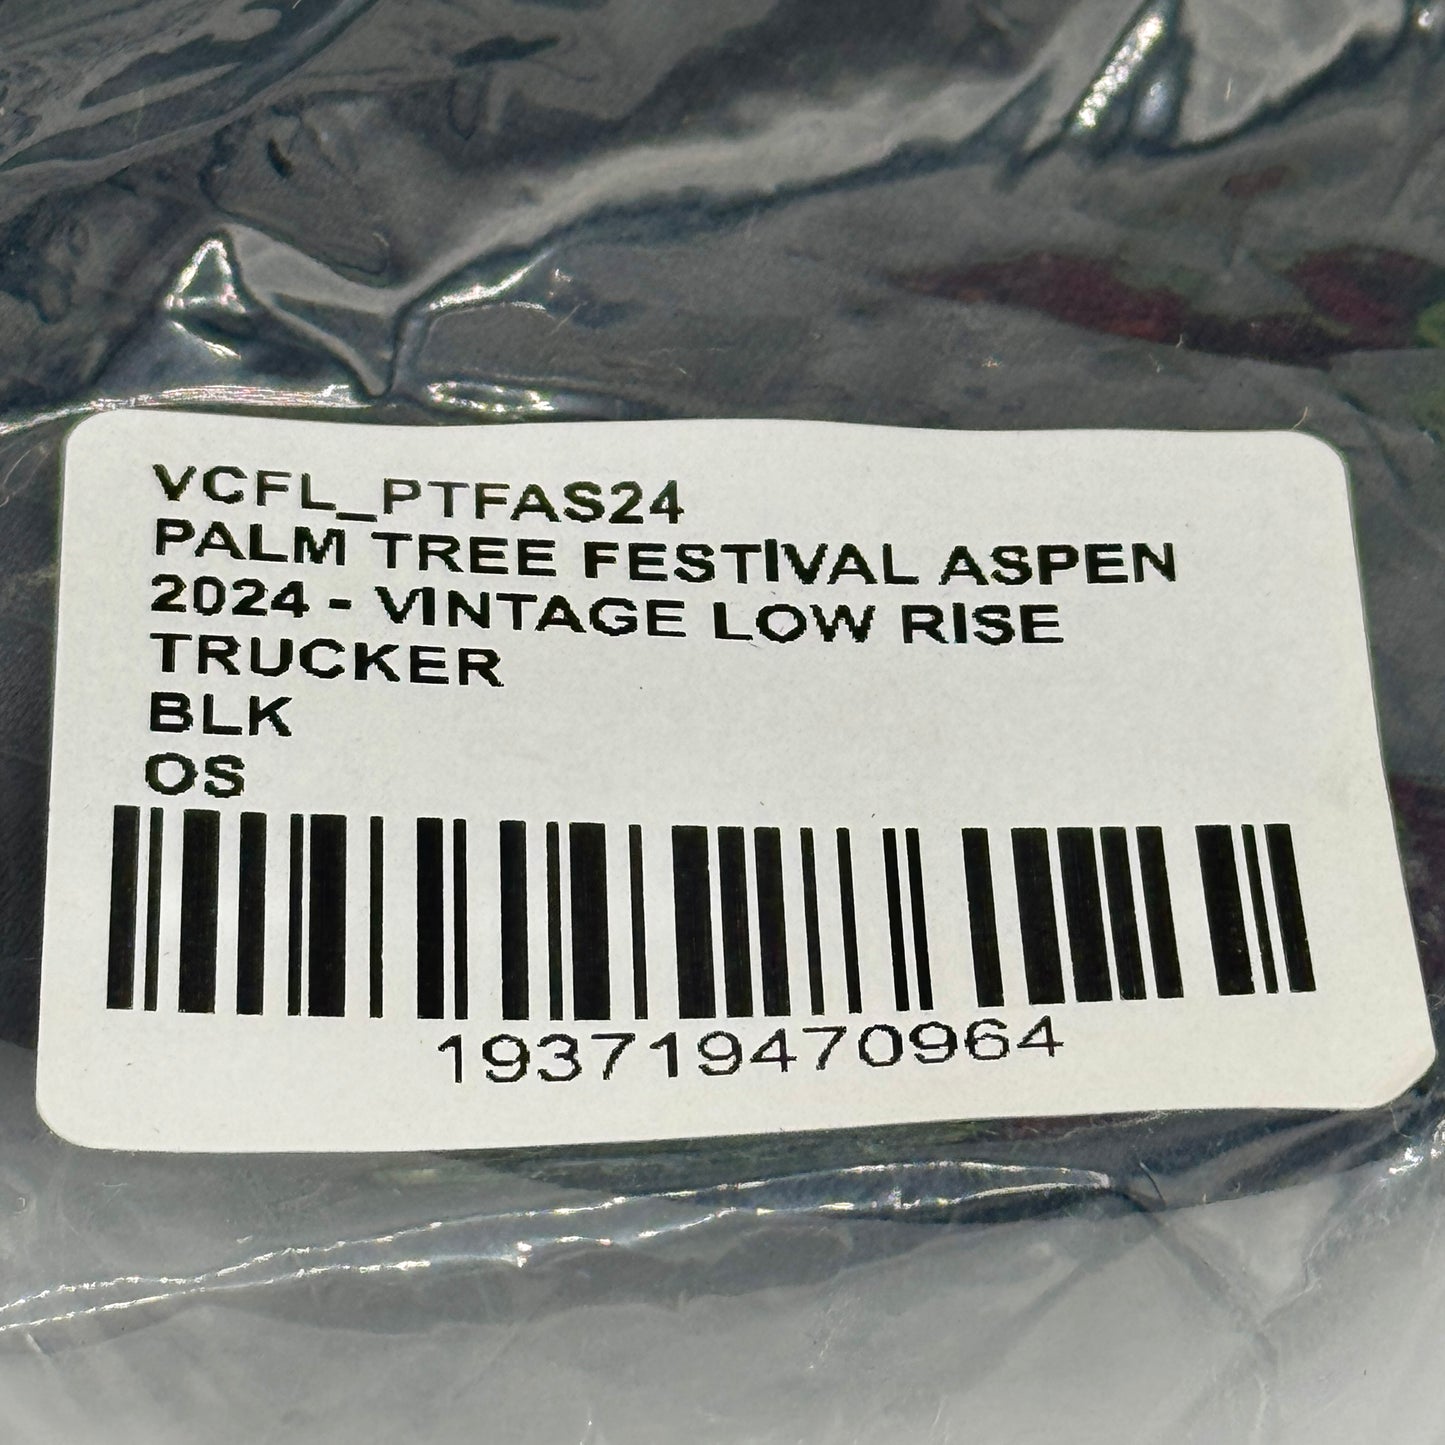 VCFL_PTFAS24
PALM TREE FESTIVAL ASPEN
2024 - VINTAGE LOW RISE
TRUCKER
BLK
OS
193719470964